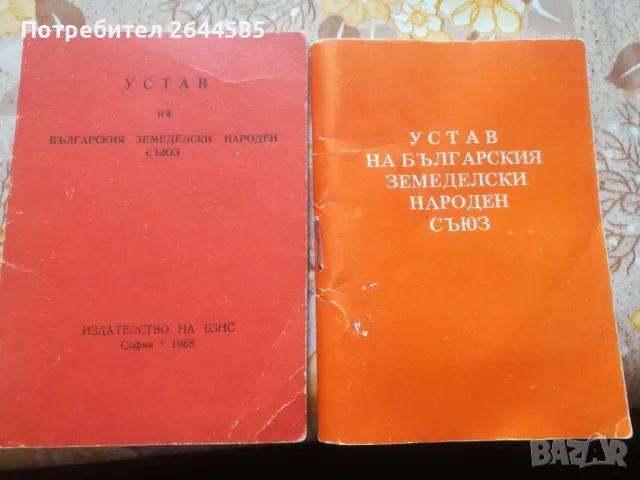 Потребител 2644585
УСТАВ
на
БЪЛГАРСКИЯ ЗЕМЕДЕЛСКИ НАРОДЕН
СЪЮЗ
ИЗДАТЕЛСТВО НА БЗНС
София * 1968
УСТАВ
НА БЪЛГАРСКИЯ
ЗЕМЕДЕЛСКИ
НАРОДЕН
СЪЮЗ
BAZAR